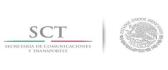 SCT
SECRETARÍA DE COMUNICACIONES
Y TRANSPORTES